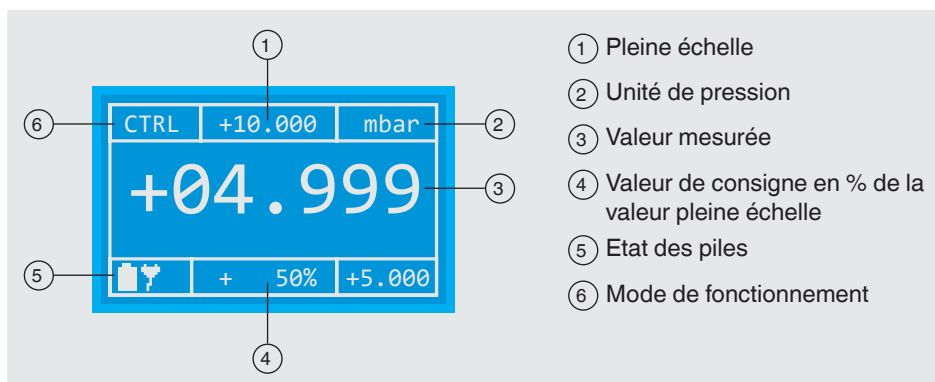 1
6
CTRL
+10.000
mbar
2
+04.999
3
5
+ 50%
+5.000
4
1 Pleine échelle
2 Unité de pression
3 Valeur mesurée
4 Valeur de consigne en % de la
valeur pleine échelle
5 Etat des piles
6 Mode de fonctionnement